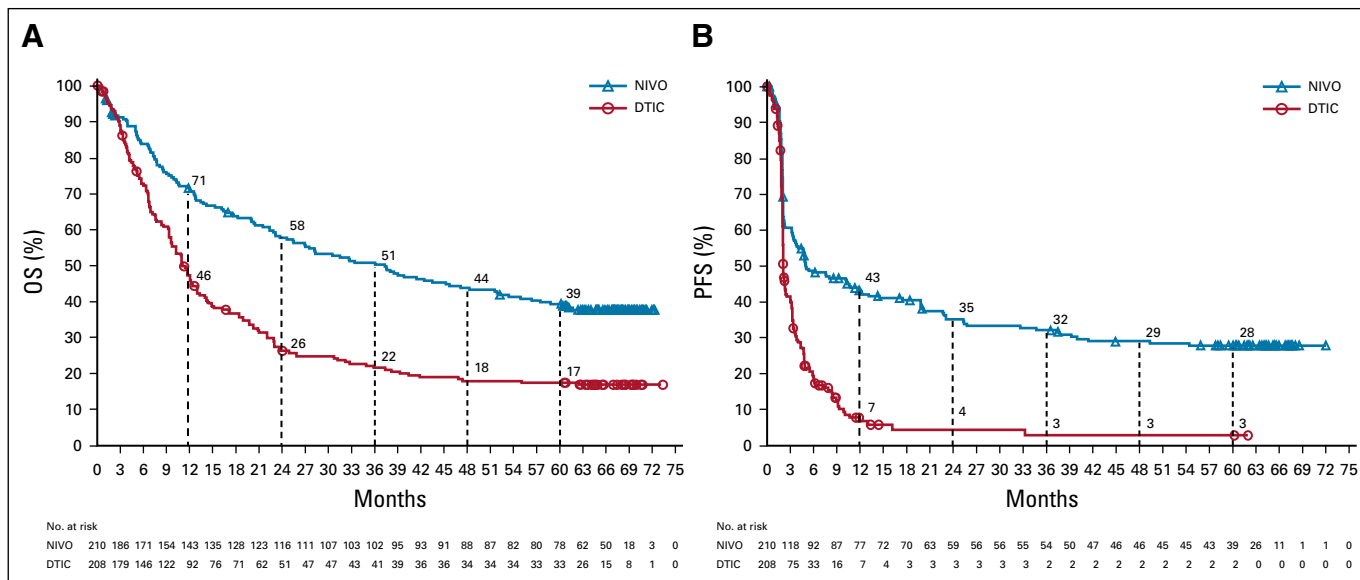 A
OS (%)
100
90
80
70
60
50
40
30
20
10
0
NIVO
DTIC
71
58
51
44
39
46
26
22
18
17
0 3 6 9 12 15 18 21 24 27 30 33 36 39 42 45 48 51 54 57 60 63 66 69 72 75
Months
No. at risk
NIVO 210 186 171 154 143 135 128 123 116 111 107 103 102 95 93 91 88 87 82 80 78 62 50 18 3 0
DTIC 208 179 146 122 92 76 71 62 51 47 47 43 41 39 36 36 34 34 34 33 33 26 15 8 1 0
B
PFS (%)
100
90
80
70
60
50
40
30
20
10
0
NIVO
DTIC
43
35
32
29
28
7
4
3
3
3
0 3 6 9 12 15 18 21 24 27 30 33 36 39 42 45 48 51 54 57 60 63 66 69 72 75
Months
No. at risk
NIVO 210 118 92 87 77 72 70 63 59 56 56 55 54 50 47 46 46 45 45 43 39 26 11 1 1 0
DTIC 208 75 33 16 7 4 3 3 3 3 3 3 2 2 2 2 2 2 2 2 2 0 0 0 0 0